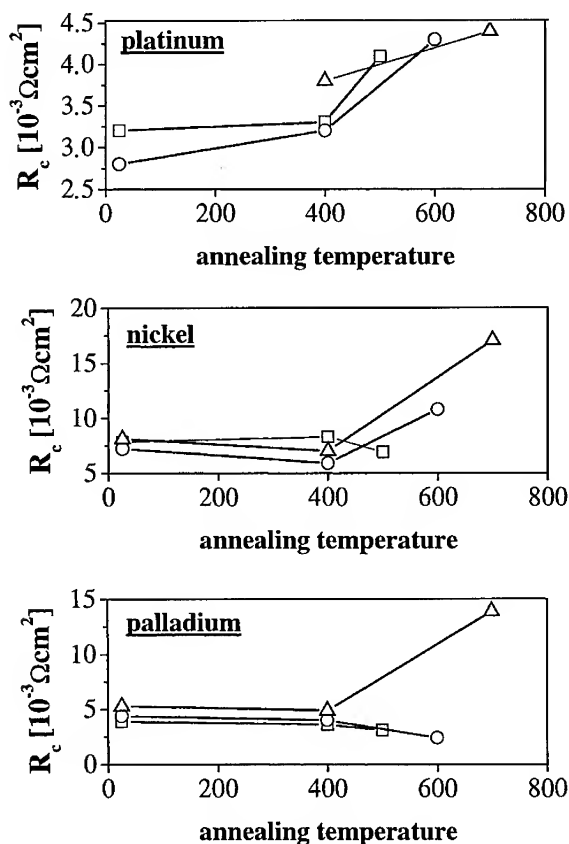 4.5
platinum
4.0
3.5
3.0
2.5
R_c [10^-3 Ωcm^2]
0 200 400 600 800
annealing temperature
20
nickel
15
10
5
R_c [10^-3 Ωcm^2]
0 200 400 600 800
annealing temperature
15
palladium
10
5
0
R_c [10^-3 Ωcm^2]
0 200 400 600 800
annealing temperature